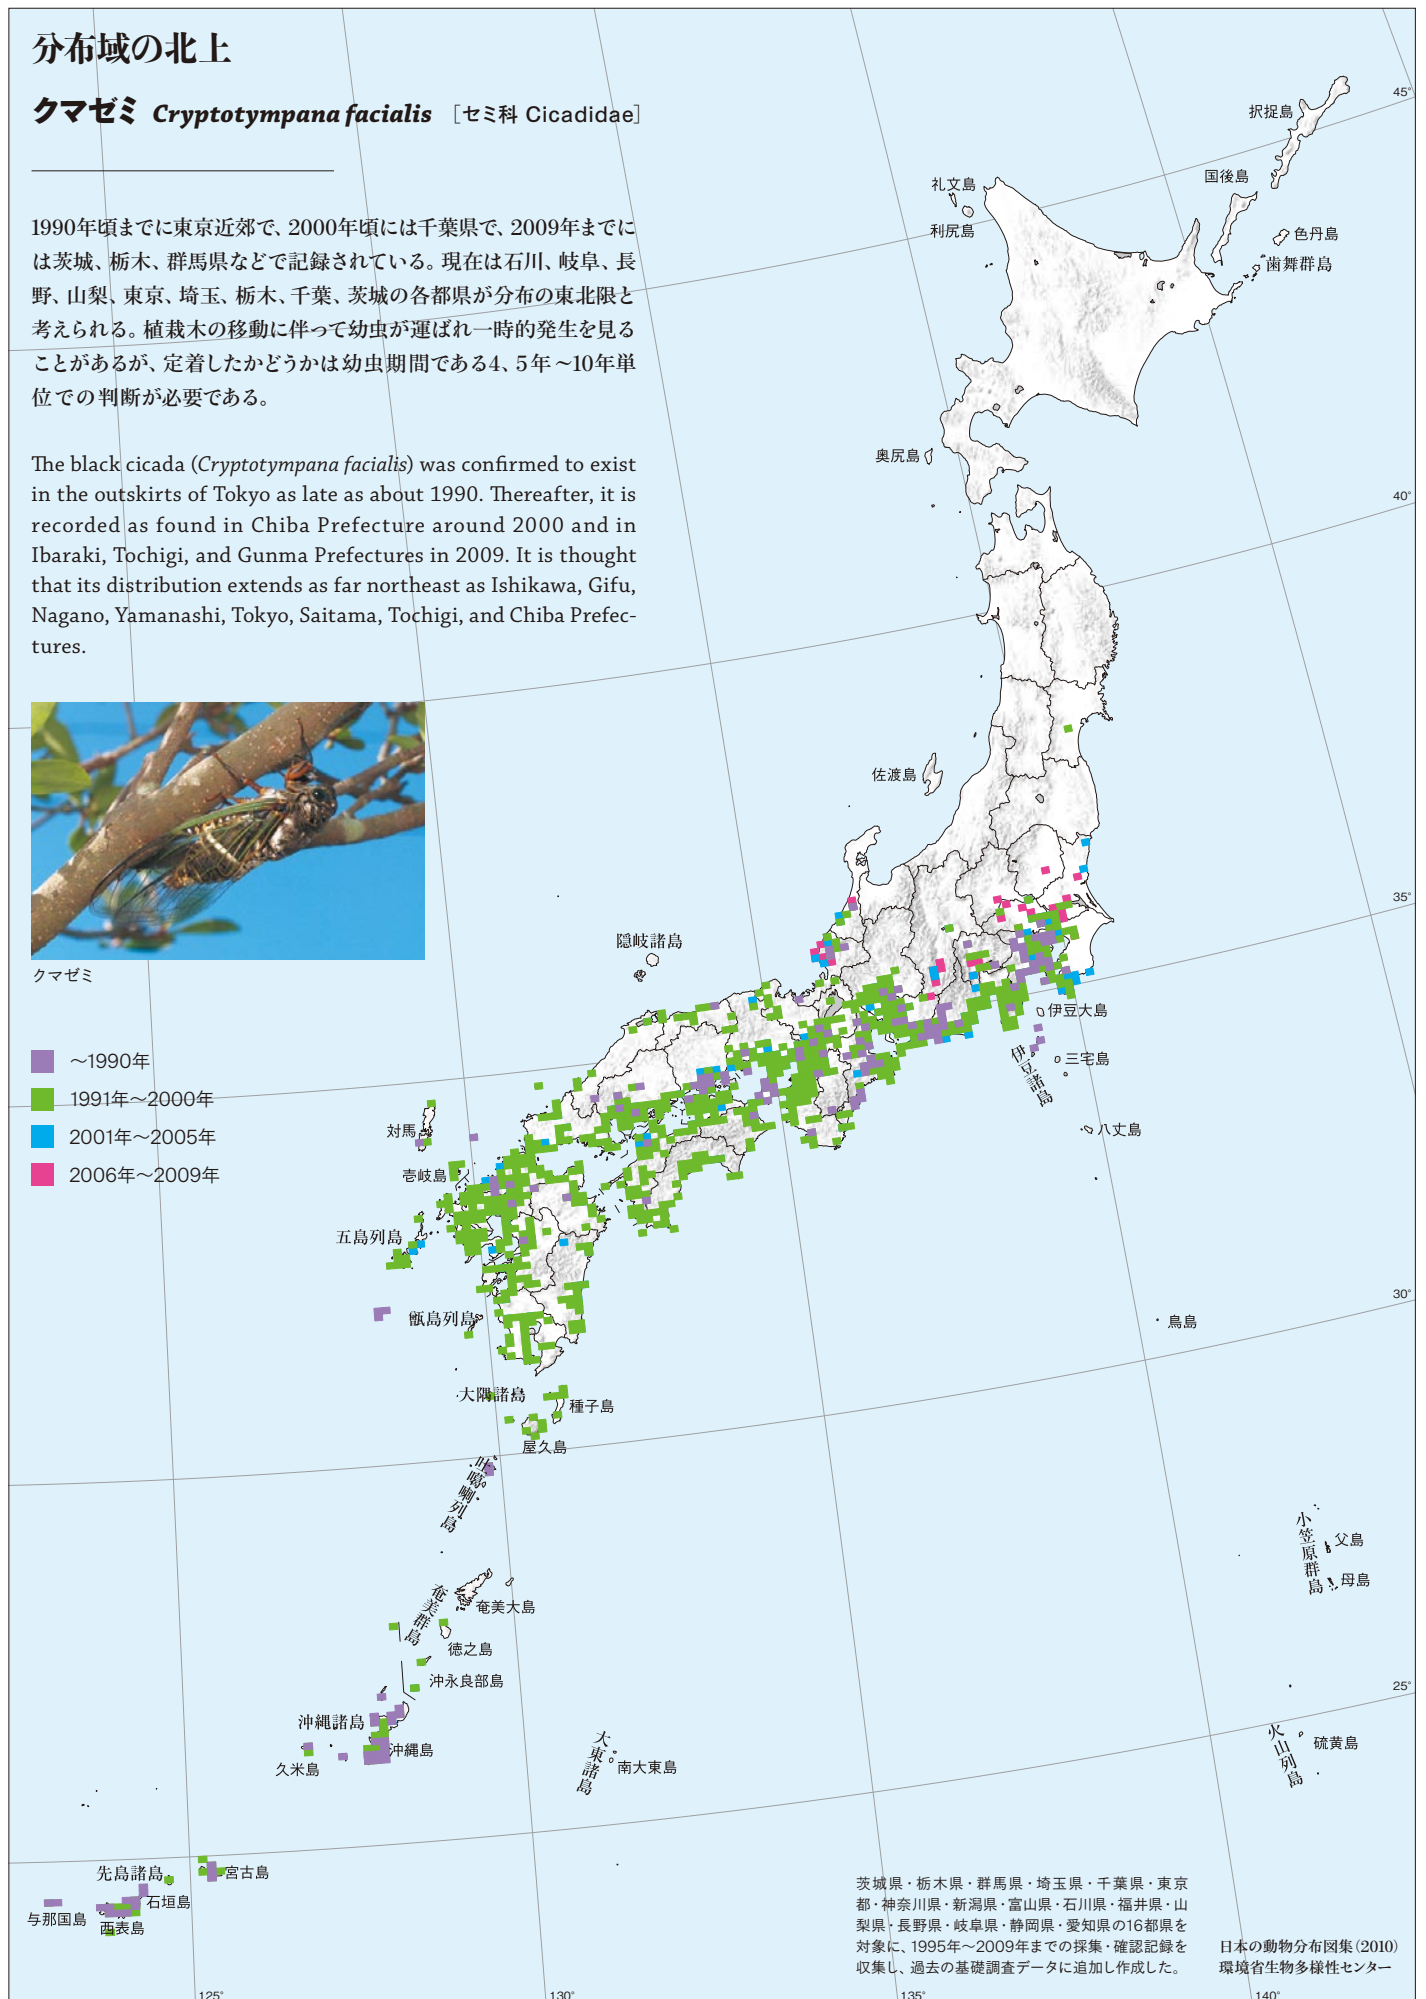 分布域の北上
クマゼミ Cryptotympana facialis ［セミ科 Cicadidae］
1990年頃までに東京近郊で、2000年頃には千葉県で、2009年までに
は茨城、栃木、群馬県などで記録されている。現在は石川、岐阜、長
野、山梨、東京、埼玉、栃木、千葉、茨城の各都県が分布の東北限と
考えられる。植栽木の移動に伴って幼虫が運ばれ一時的発生を見る
ことがあるが、定着したかどうかは幼虫期間である4、5年～10年単
位での判断が必要である。
The black cicada (Cryptotympana facialis) was confirmed to exist
in the outskirts of Tokyo as late as about 1990. Thereafter, it is
recorded as found in Chiba Prefecture around 2000 and in
Ibaraki, Tochigi, and Gunma Prefectures in 2009. It is thought
that its distribution extends as far northeast as Ishikawa, Gifu,
Nagano, Yamanashi, Tokyo, Saitama, Tochigi, and Chiba Prefec-
tures.
クマゼミ
～1990年
1991年～2000年
2001年～2005年
2006年～2009年
択捉島
45°
礼文島
国後島
利尻島
色丹島
歯舞群島
奥尻島
40°
佐渡島
35°
隠岐諸島
伊豆大島
伊豆諸島
三宅島
対馬
八丈島
壱岐島
五島列島
30°
甑島列島
鳥島
大隅諸島
種子島
屋久島
吐噶喇列島
小笠原群島
父島
母島
奄美群島
奄美大島
徳之島
沖永良部島
25°
沖縄諸島
沖縄島
久米島
大東諸島
南大東島
火山列島
硫黄島
先島諸島
宮古島
石垣島
与那国島
西表島
茨城県・栃木県・群馬県・埼玉県・千葉県・東京
都・神奈川県・新潟県・富山県・石川県・福井県・山
梨県・長野県・岐阜県・静岡県・愛知県の16都県を
対象に、1995年～2009年までの採集・確認記録を
収集し、過去の基礎調査データに追加し作成した。
日本の動物分布図集（2010）
環境省生物多様性センター
125°
130°
135°
140°